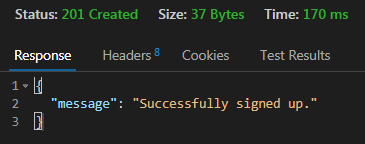 Status: 201 Created Size: 37 Bytes Time: 170 ms
Response Headers 8 Cookies Test Results
1 {
2 "message": "Successfully signed up."
3 }